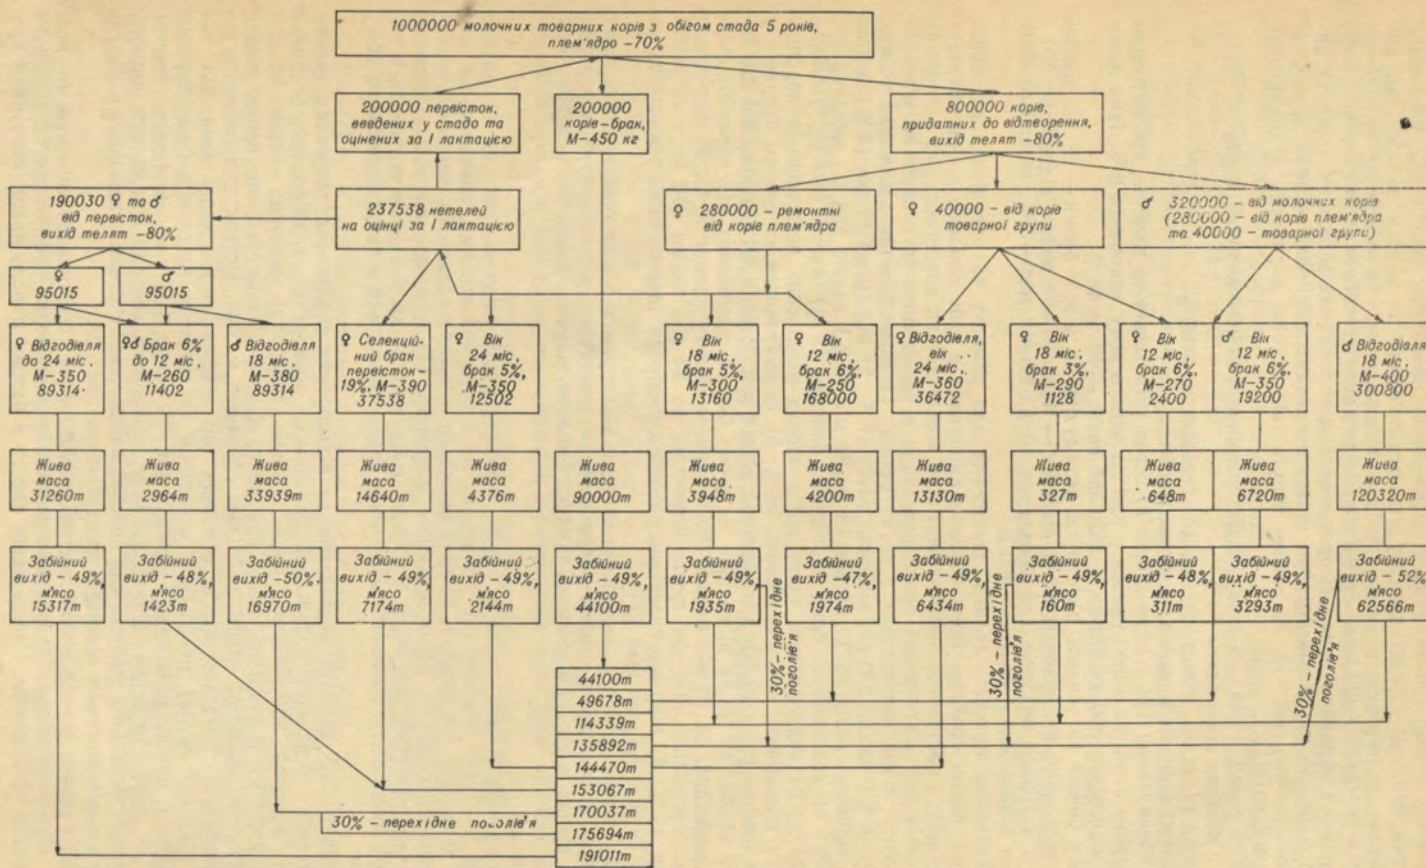 1000000 молочних товарних корів з обігом стада 5 років,
плем'ядро -70%
200000 первісток,
введених у стадо та
оцінених за I лактацією
200000
корів-брак,
М-450 кг
800000 корів,
придатних до відтворення,
вихід телят -80%
190030 ♀ та ♂
від первісток,
вихід телят -80%
237538 нетелей
на оцінці за I лактацією
♀ 280000 - ремонтні
від корів плем'ядра
♀ 40000 - від корів
товарної групи
♂ 320000 - від молочних корів
(280000 - від корів плем'ядра
та 40000 - товарної групи)
♀
95015
♂
95015
♀ Відгодівля
до 24 міс,
М-350
89314
♀♂ Брак 6%
до 12 міс,
М-260
11402
♂ Відгодівля
18 міс,
М-380
89314
♀ Селекцій-
ний брак
первісток-
19%, М-390
37538
♀ Вік
24 міс,
брак 5%,
М-350
12502
♀ Вік
18 міс,
брак 5%,
М-300
13160
♀ Вік
12 міс,
брак 6%,
М-250
168000
♀ Відгодівля,
вік
24 міс,
М-360
36472
♀ Вік
18 міс,
брак 3%,
М-290
1128
♀ Вік
12 міс,
брак 6%,
М-270
2400
♂ Вік
12 міс,
брак 6%,
М-350
19200
♂ Відгодівля
18 міс,
М-400
300800
Жива
маса
31260т
Жива
маса
2964т
Жива
маса
33939т
Жива
маса
14640т
Жива
маса
4376т
Жива
маса
90000т
Жива
маса
3948т
Жива
маса
4200т
Жива
маса
13130т
Жива
маса
327т
Жива
маса
648т
Жива
маса
6720т
Жива
маса
120320т
Забійний
вихід - 49%,
м'ясо
15317т
Забійний
вихід - 48%,
м'ясо
1423т
Забійний
вихід -50%,
м'ясо
16970т
Забійний
вихід - 49%,
м'ясо
7174т
Забійний
вихід - 49%,
м'ясо
2144т
Забійний
вихід - 49%,
м'ясо
44100т
Забійний
вихід - 49%,
м'ясо
1935т
Забійний
вихід -47%,
м'ясо
1974т
Забійний
вихід - 49%,
м'ясо
6434т
Забійний
вихід - 49%,
м'ясо
160т
Забійний
вихід - 48%,
м'ясо
311т
Забійний
вихід -49%,
м'ясо
3293т
Забійний
вихід - 52%,
м'ясо
62566т
30% - перехідне
поголів'я
30% - перехідне
поголів'я
30% - перехідне
поголів'я
44100т
49678т
114339т
135892т
144470т
153067т
170037т
30% - перехідне поголів'я
175694т
191011т